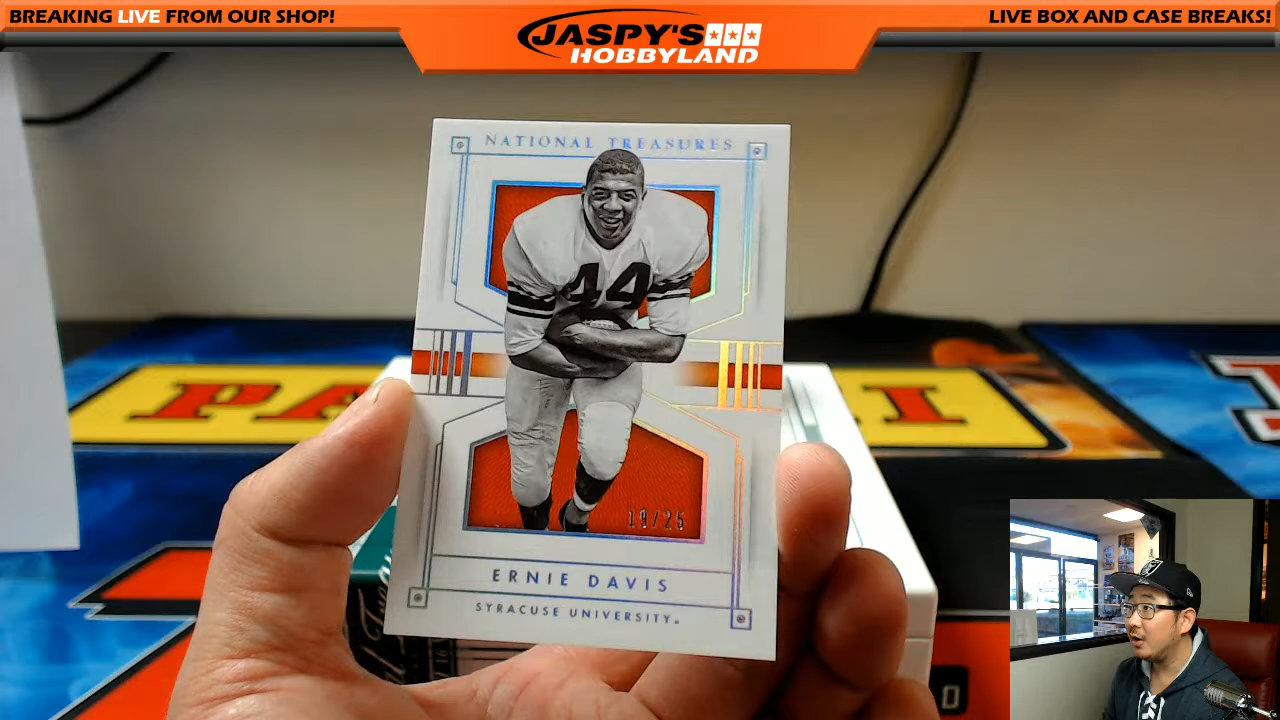 BREAKING LIVE FROM OUR SHOP!
JASPY'S
HOBBYLAND
LIVE BOX AND CASE BREAKS!
NATIONAL TREASURES
44
19/25
ERNIE DAVIS
SYRACUSE UNIVERSITY